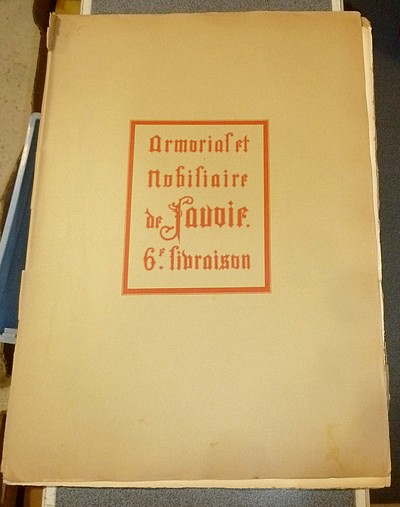 Armorial et
Nobiliaire
de Savoie.
6e. livraison